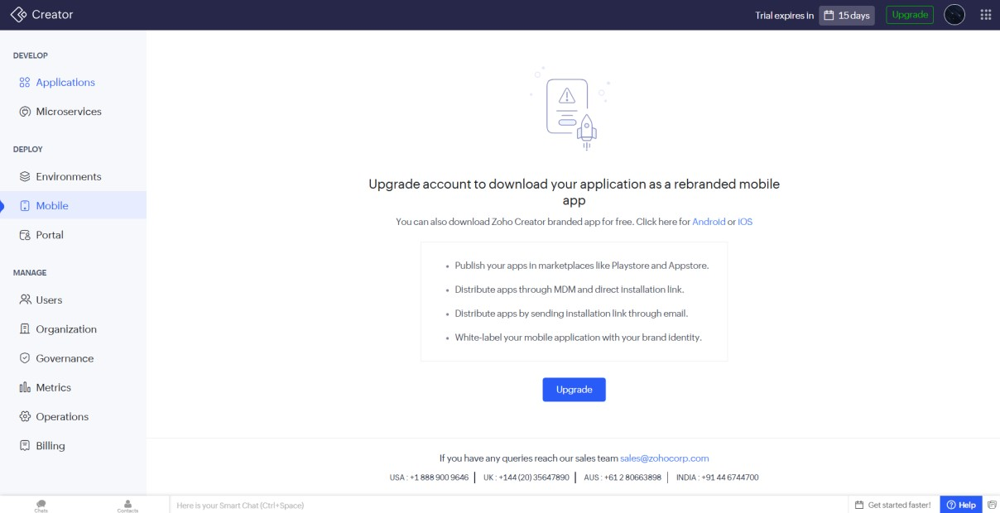 Creator
Trial expires in 15 days Upgrade
DEVELOP
Applications
Microservices
DEPLOY
Environments
Mobile
Portal
MANAGE
Users
Organization
Governance
Metrics
Operations
Billing
Upgrade account to download your application as a rebranded mobile
app
You can also download Zoho Creator branded app for free. Click here for Android or iOS
• Publish your apps in marketplaces like Playstore and Appstore.
• Distribute apps through MDM and direct installation link.
• Distribute apps by sending installation link through email.
• White-label your mobile application with your brand identity.
Upgrade
If you have any queries reach our sales team sales@zohocorp.com
USA : +1 888 900 9646 | UK : +144 (20) 35647890 | AUS : +61 2 80663898 | INDIA : +91 44 6744700
Chats
Contacts
Here is your Smart Chat (Ctrl+Space)
Get started faster!
Help